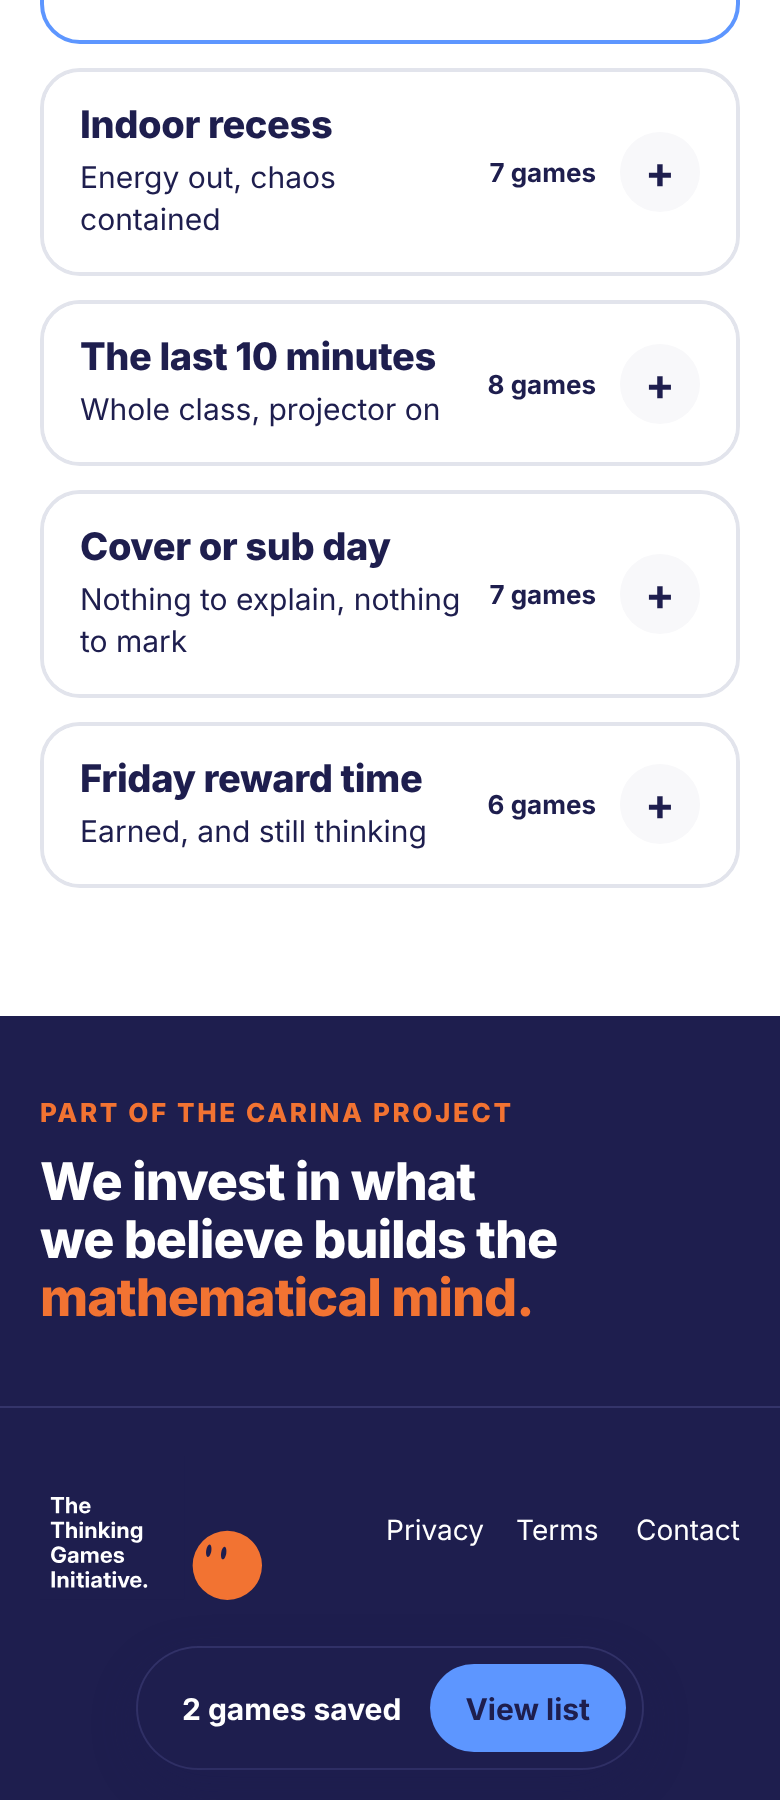 Indoor recess
Energy out, chaos
contained
7 games
+
The last 10 minutes
Whole class, projector on
8 games
+
Cover or sub day
Nothing to explain, nothing
to mark
7 games
+
Friday reward time
Earned, and still thinking
6 games
+
PART OF THE CARINA PROJECT
We invest in what
we believe builds the
mathematical mind.
The
Thinking
Games
Initiative.
Privacy Terms Contact
2 games saved View list